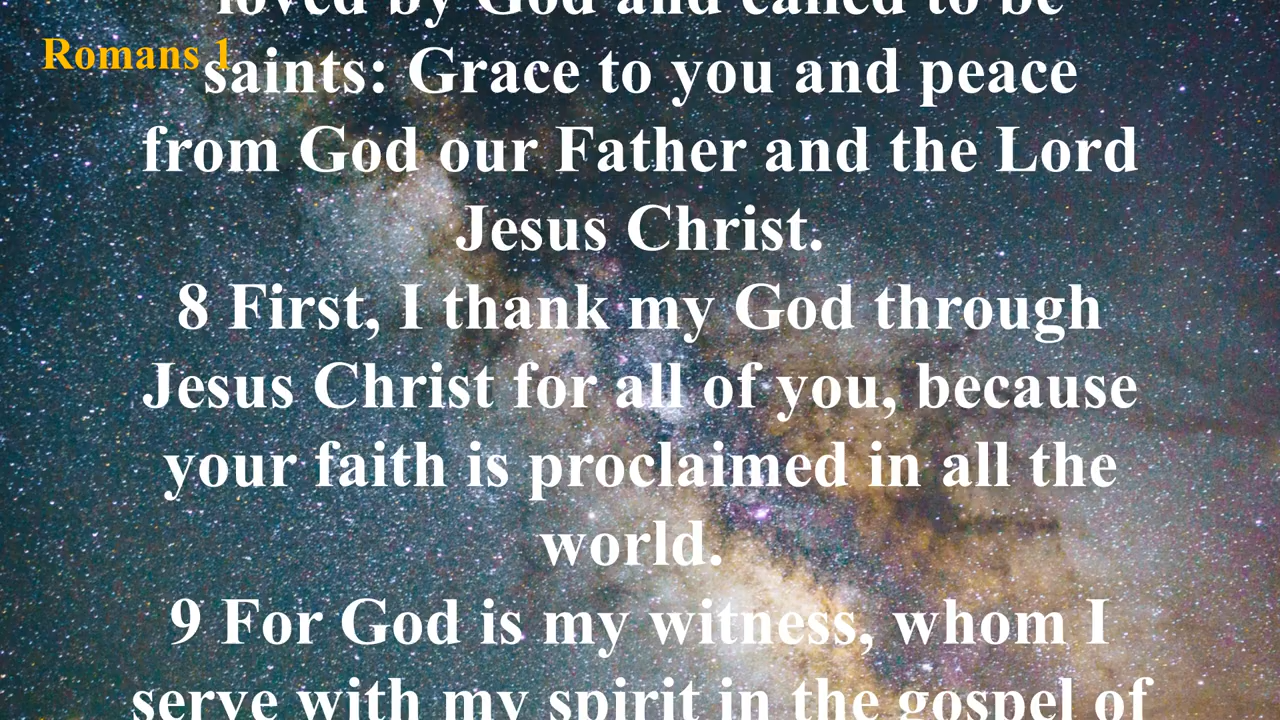 loved by God and called to be
Romans 1
saints: Grace to you and peace
from God our Father and the Lord
Jesus Christ.
8 First, I thank my God through
Jesus Christ for all of you, because
your faith is proclaimed in all the
world.
9 For God is my witness, whom I
serve with my spirit in the gospel of